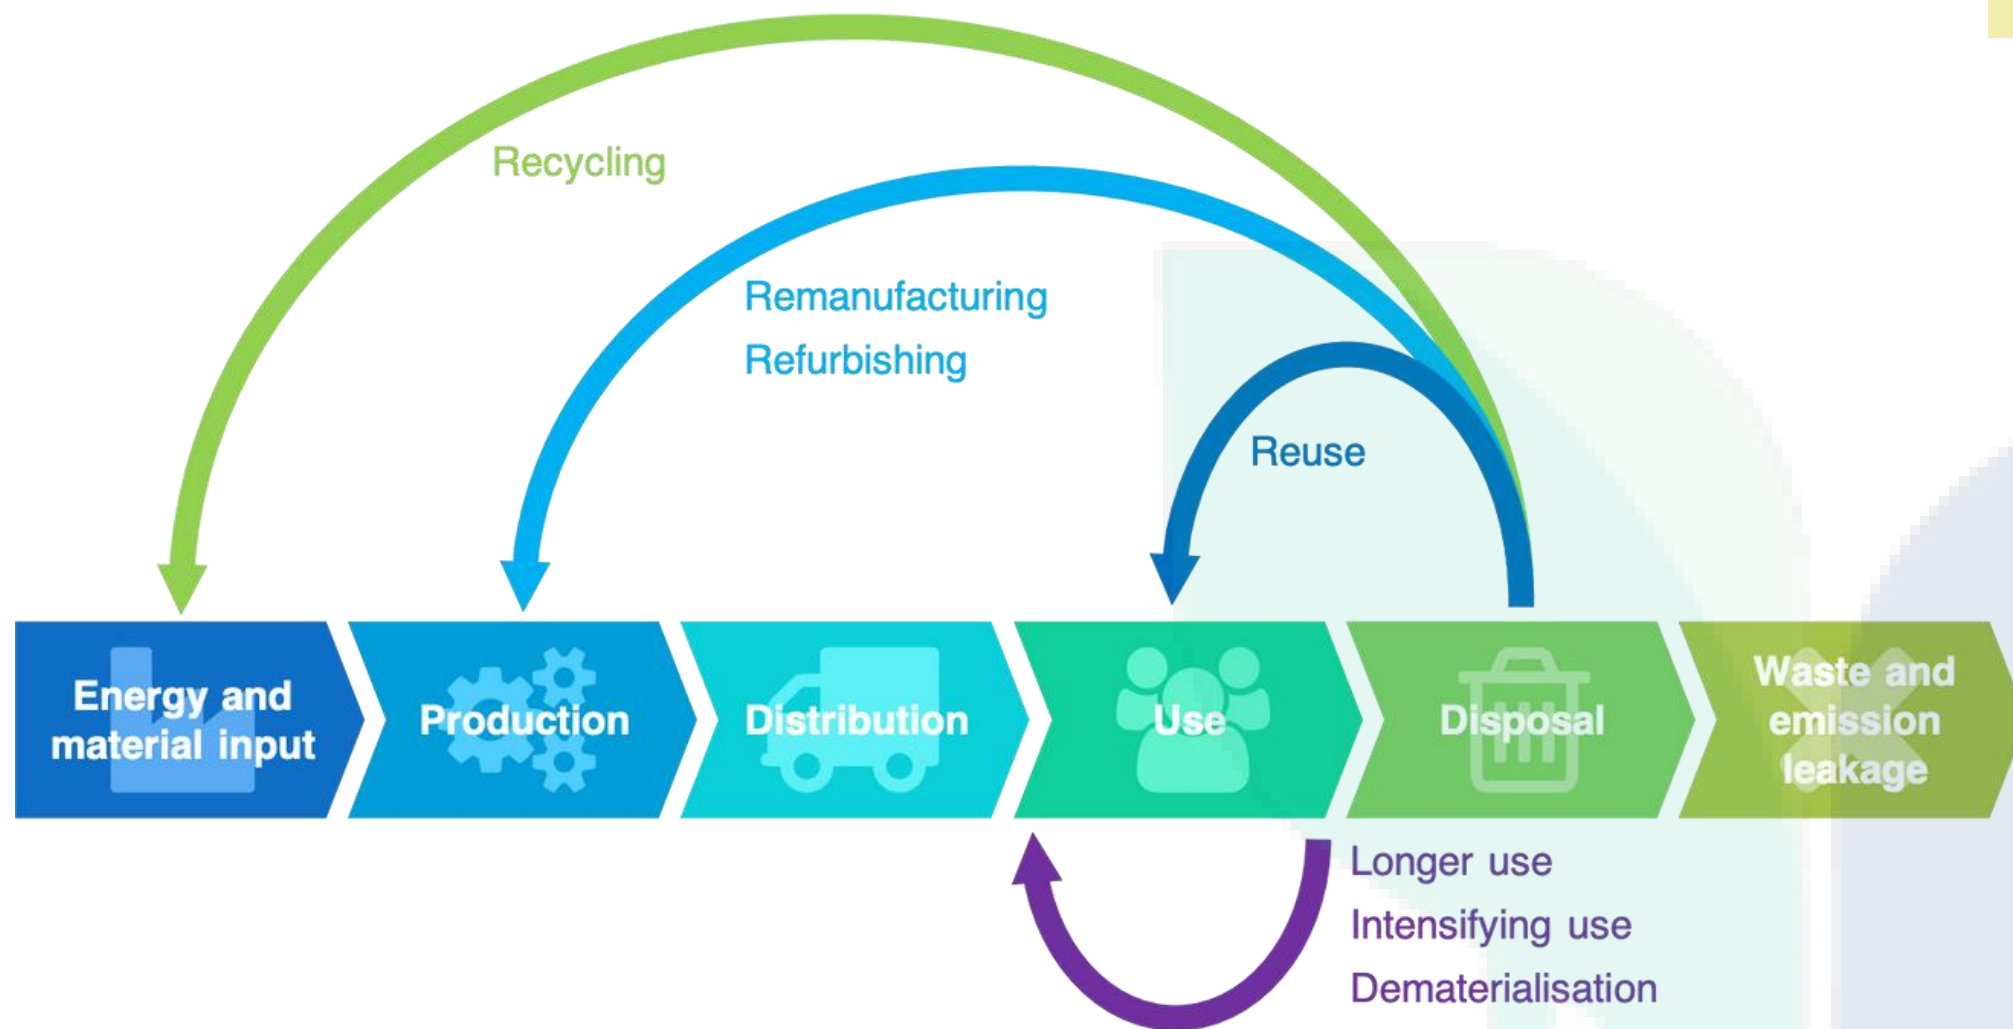 Recycling
Remanufacturing
Refurbishing
Reuse
Energy and
material input
Production
Distribution
Use
Disposal
Waste and
emission
leakage
Longer use
Intensifying use
Dematerialisation